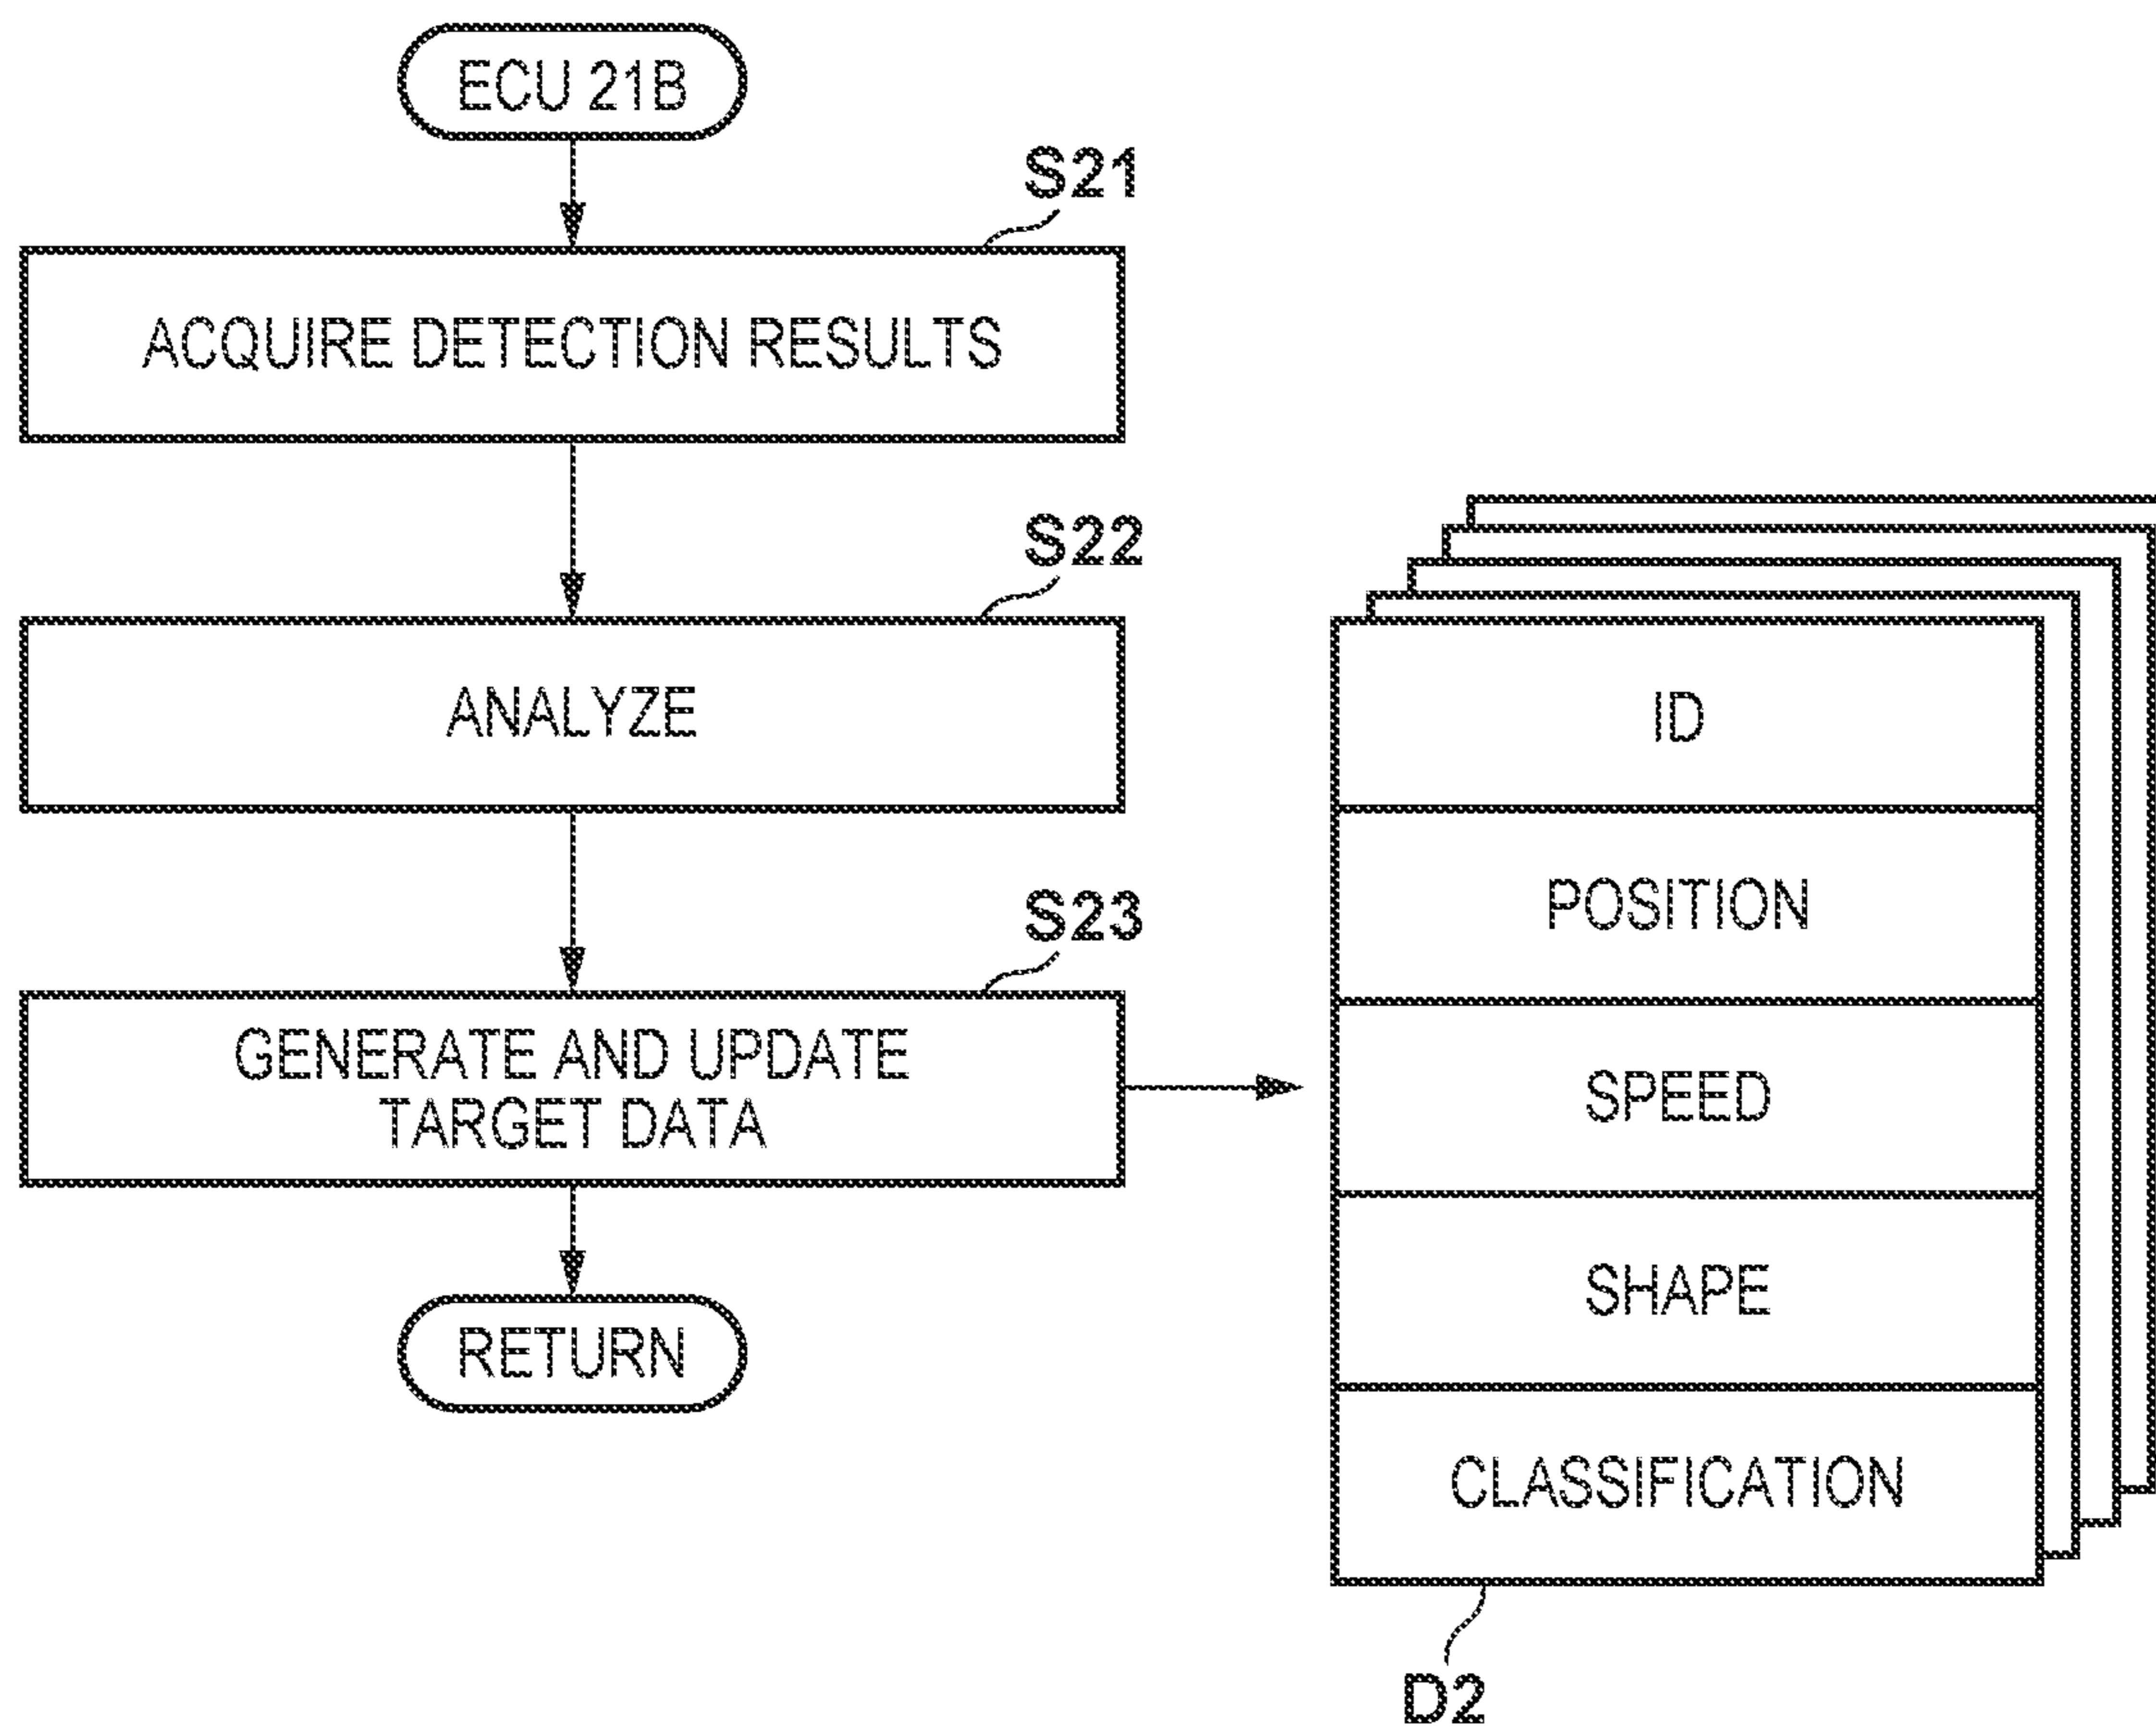 ECU 21B
S21
ACQUIRE DETECTION RESULTS
S22
ANALYZE
S23
GENERATE AND UPDATE
TARGET DATA
RETURN
ID
POSITION
SPEED
SHAPE
CLASSIFICATION
D2